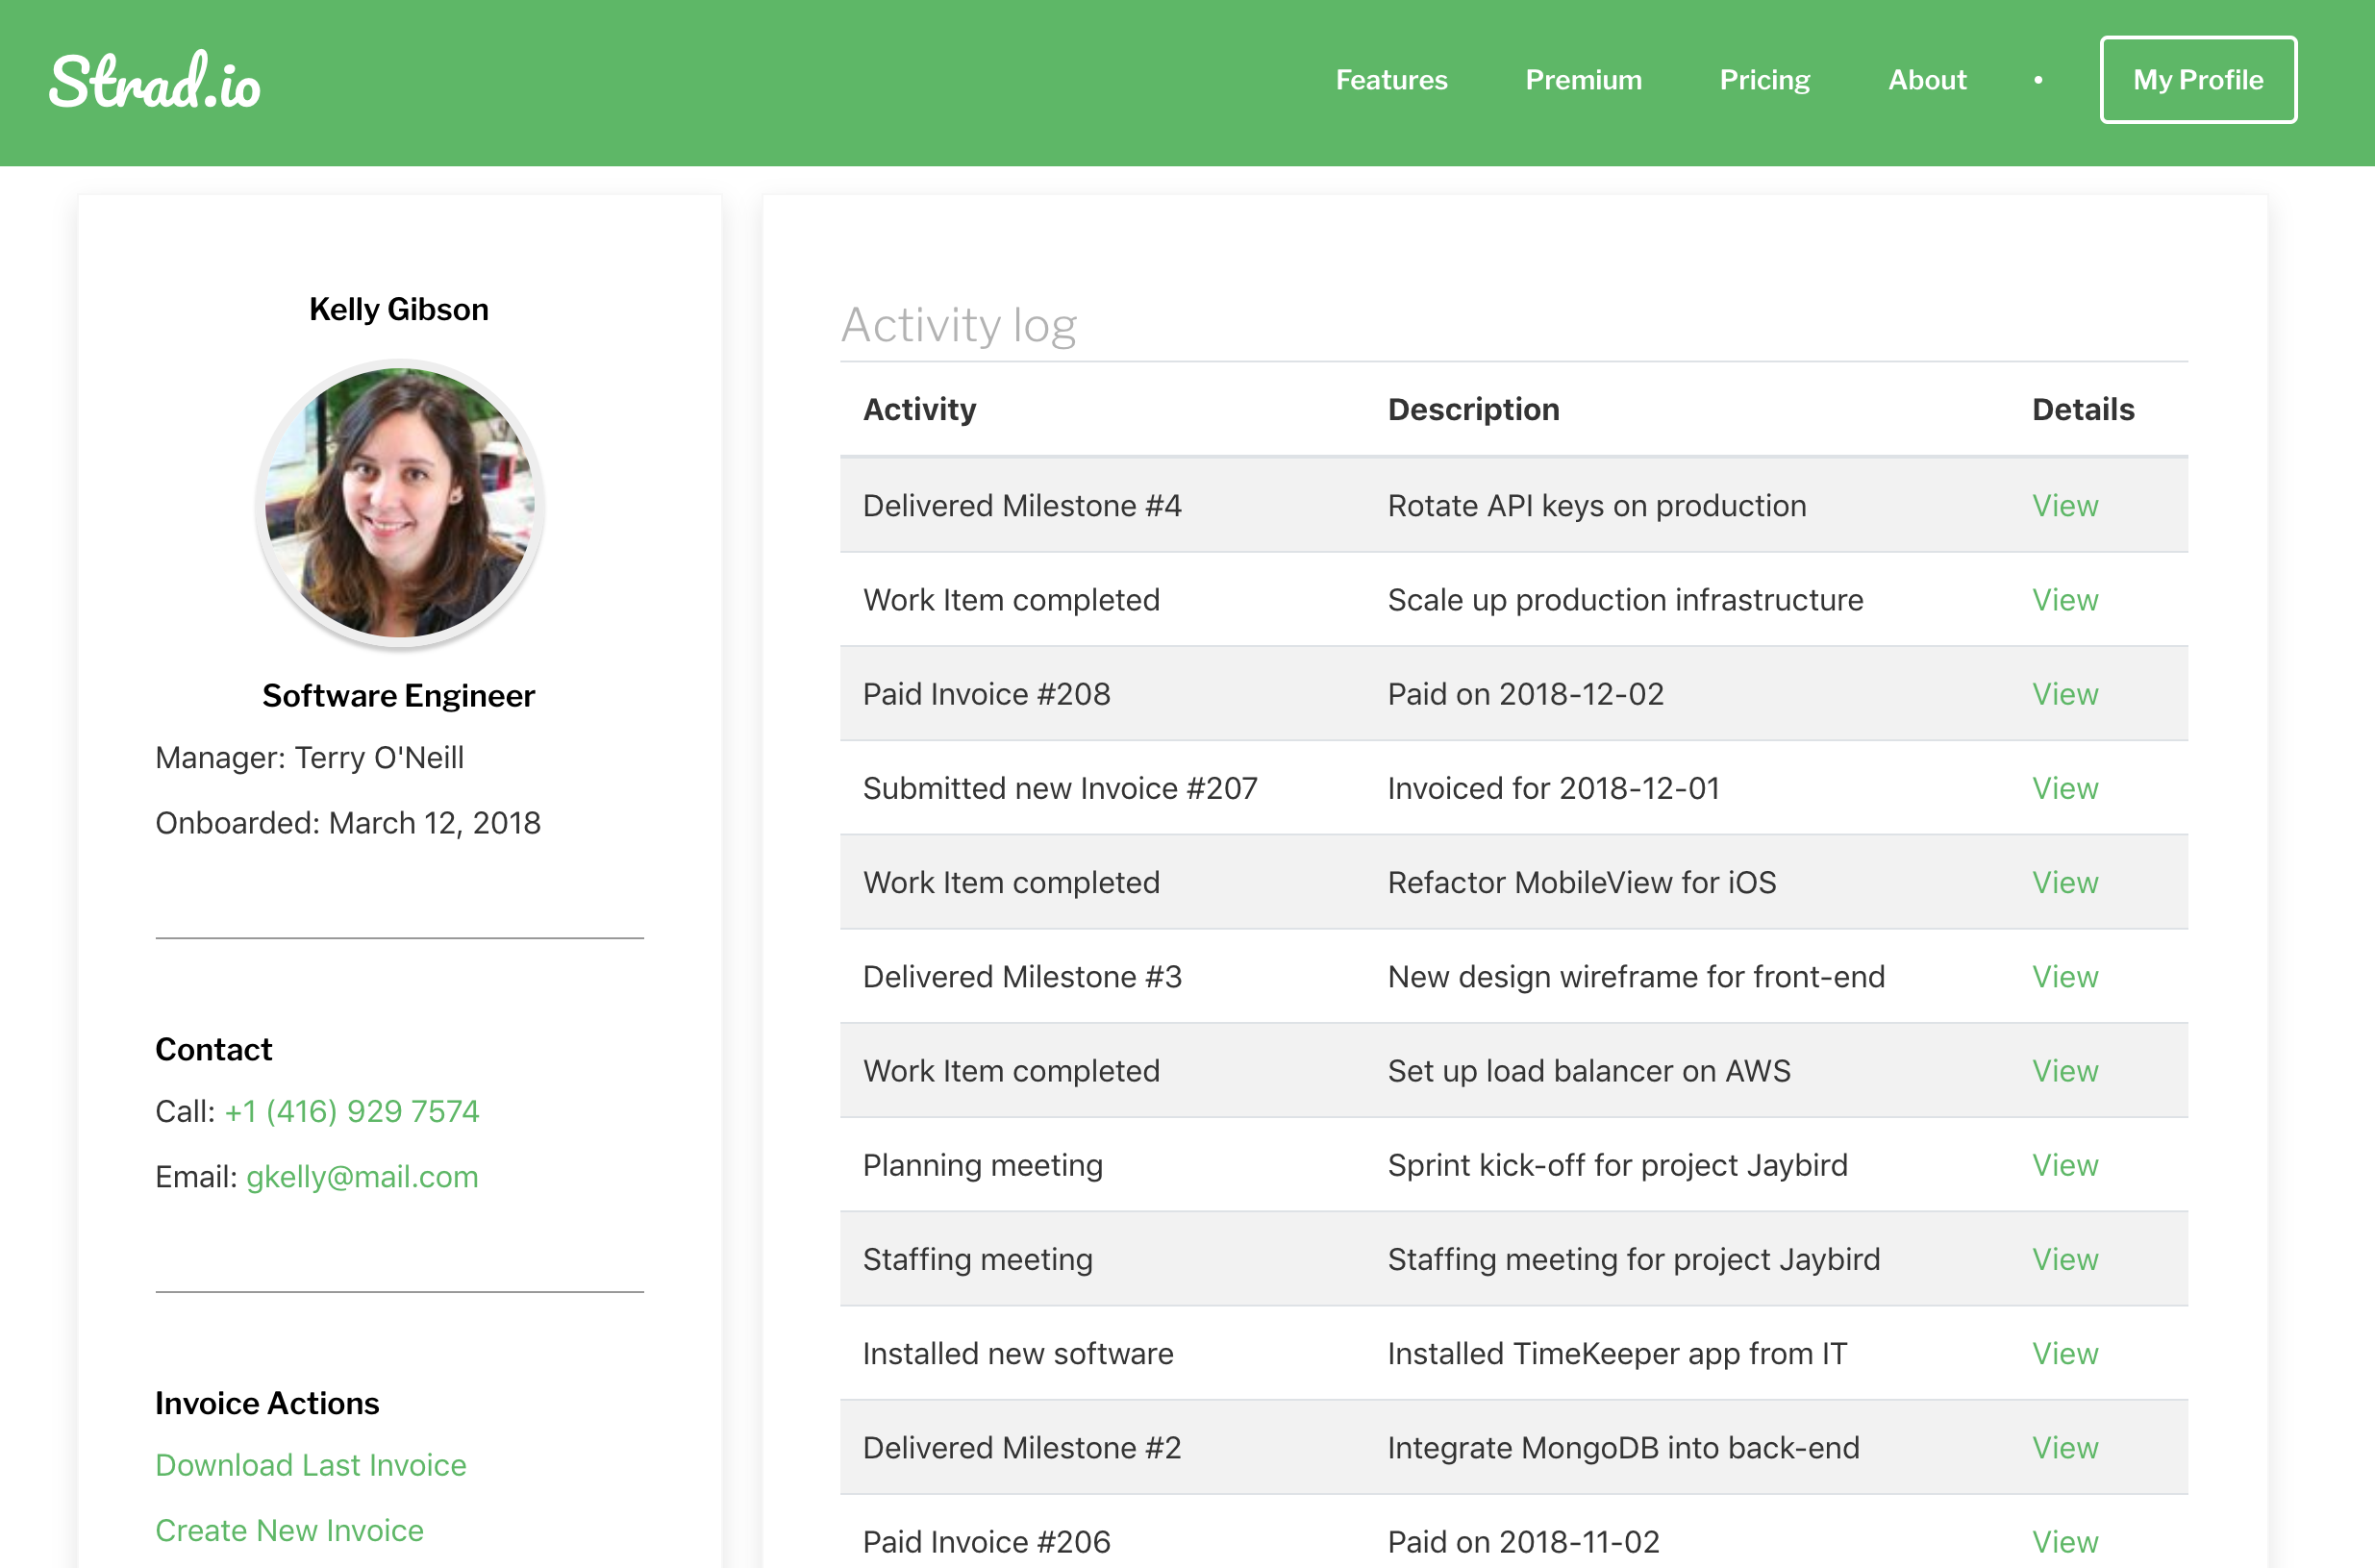 Strad.io
Features Premium Pricing About • My Profile
Kelly Gibson
Software Engineer
Manager: Terry O'Neill
Onboarded: March 12, 2018
Contact
Call: +1 (416) 929 7574
Email: gkelly@mail.com
Invoice Actions
Download Last Invoice
Create New Invoice
Activity log
Activity Description Details
Delivered Milestone #4 Rotate API keys on production View
Work Item completed Scale up production infrastructure View
Paid Invoice #208 Paid on 2018-12-02 View
Submitted new Invoice #207 Invoiced for 2018-12-01 View
Work Item completed Refactor MobileView for iOS View
Delivered Milestone #3 New design wireframe for front-end View
Work Item completed Set up load balancer on AWS View
Planning meeting Sprint kick-off for project Jaybird View
Staffing meeting Staffing meeting for project Jaybird View
Installed new software Installed TimeKeeper app from IT View
Delivered Milestone #2 Integrate MongoDB into back-end View
Paid Invoice #206 Paid on 2018-11-02 View